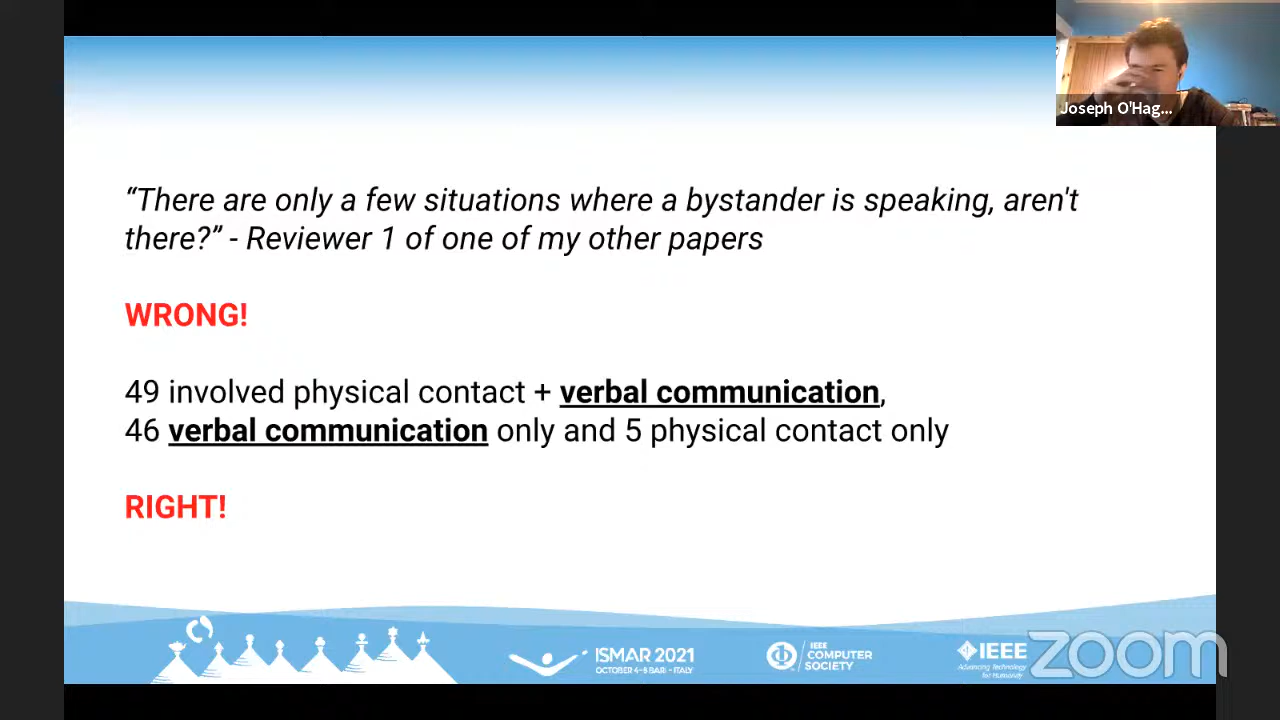 Joseph O'Hag...
“There are only a few situations where a bystander is speaking, aren't
there?” - Reviewer 1 of one of my other papers
WRONG!
49 involved physical contact + verbal communication,
46 verbal communication only and 5 physical contact only
RIGHT!
ISMAR 2021
OCTOBER 4-8 BARI - ITALY
IEEE
COMPUTER
SOCIETY
IEEE
Advancing Technology
for Humanity
zoom